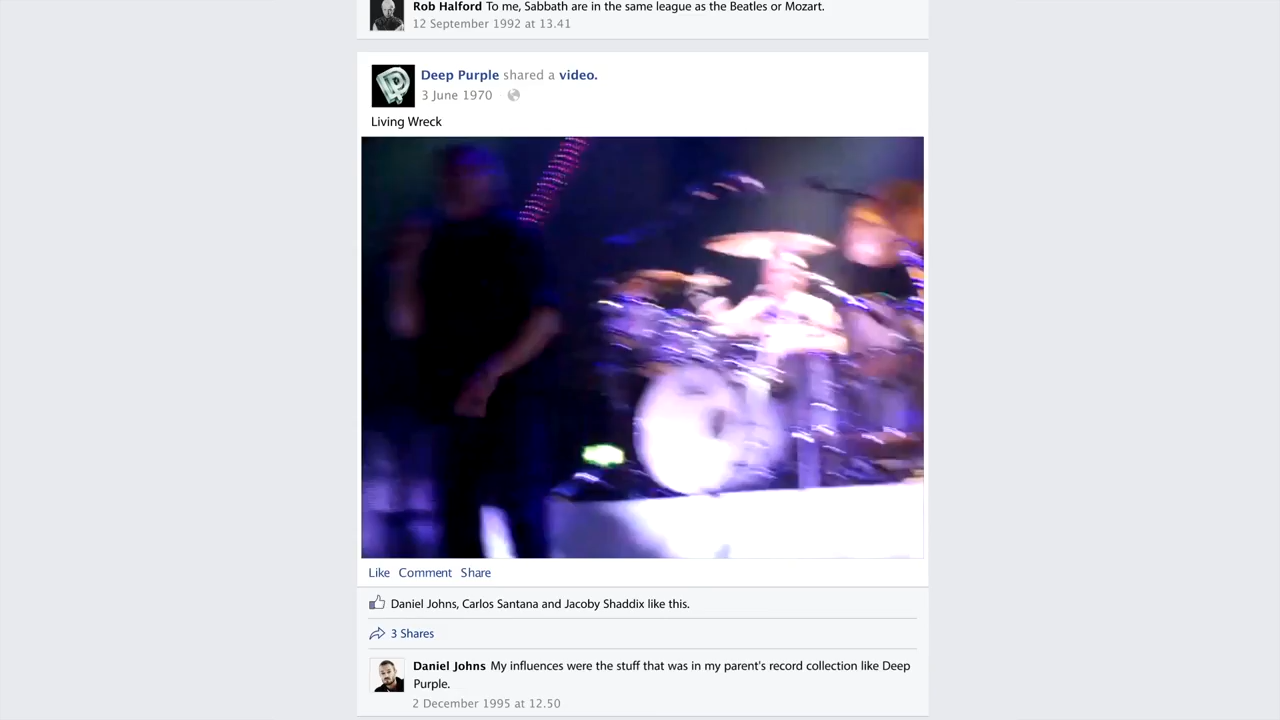 Rob Halford To me, Sabbath are in the same league as the Beatles or Mozart.
12 September 1992 at 13.41
Deep Purple shared a video.
3 June 1970
Living Wreck
Like Comment Share
Daniel Johns, Carlos Santana and Jacoby Shaddix like this.
3 Shares
Daniel Johns My influences were the stuff that was in my parent's record collection like Deep
Purple.
2 December 1995 at 12.50